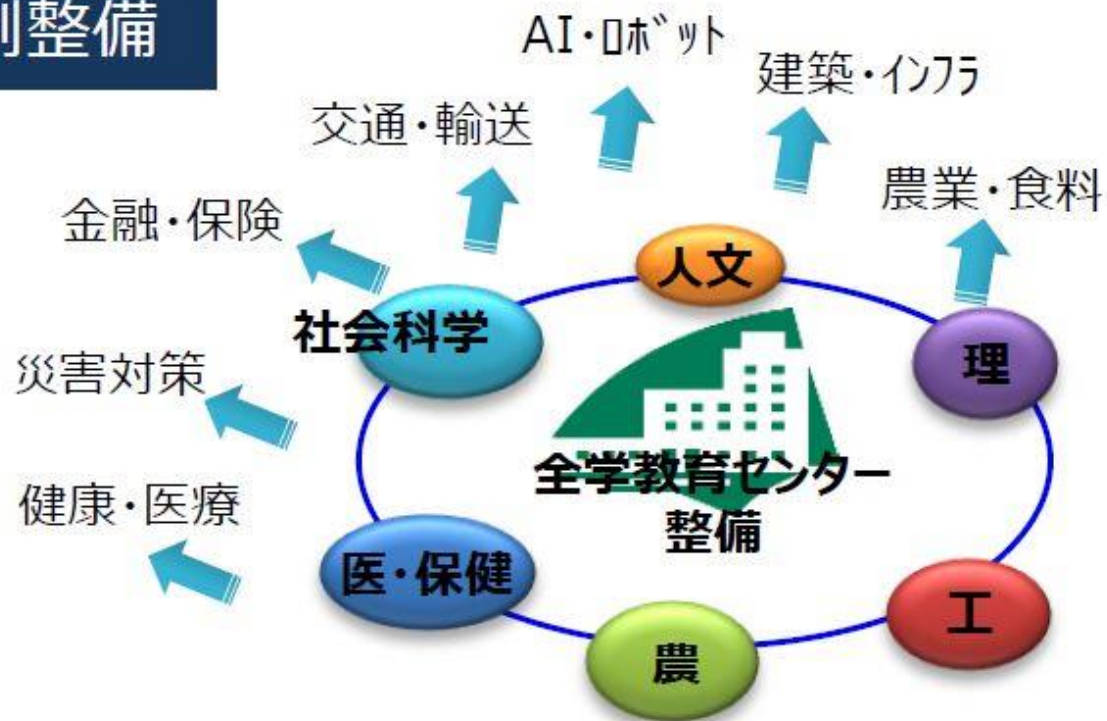 整備
AI･ﾛﾎﾞｯﾄ
建築･ｲﾝﾌﾗ
交通･輸送
農業･食料
金融･保険
人文
社会科学
理
災害対策
全学教育センター
整備
健康･医療
医･保健
工
農